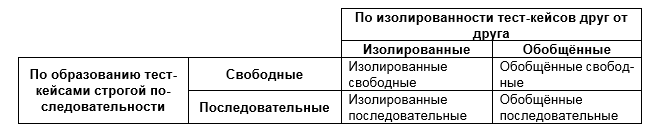 По изолированности тест-кейсов друг от
друга
Изолированные Обобщённые
По образованию тест-
кейсами строгой по-
следовательности
Свободные
Изолированные
свободные
Обобщённые свобод-
ные
Последовательные
Изолированные
последовательные
Обобщённые
последовательные